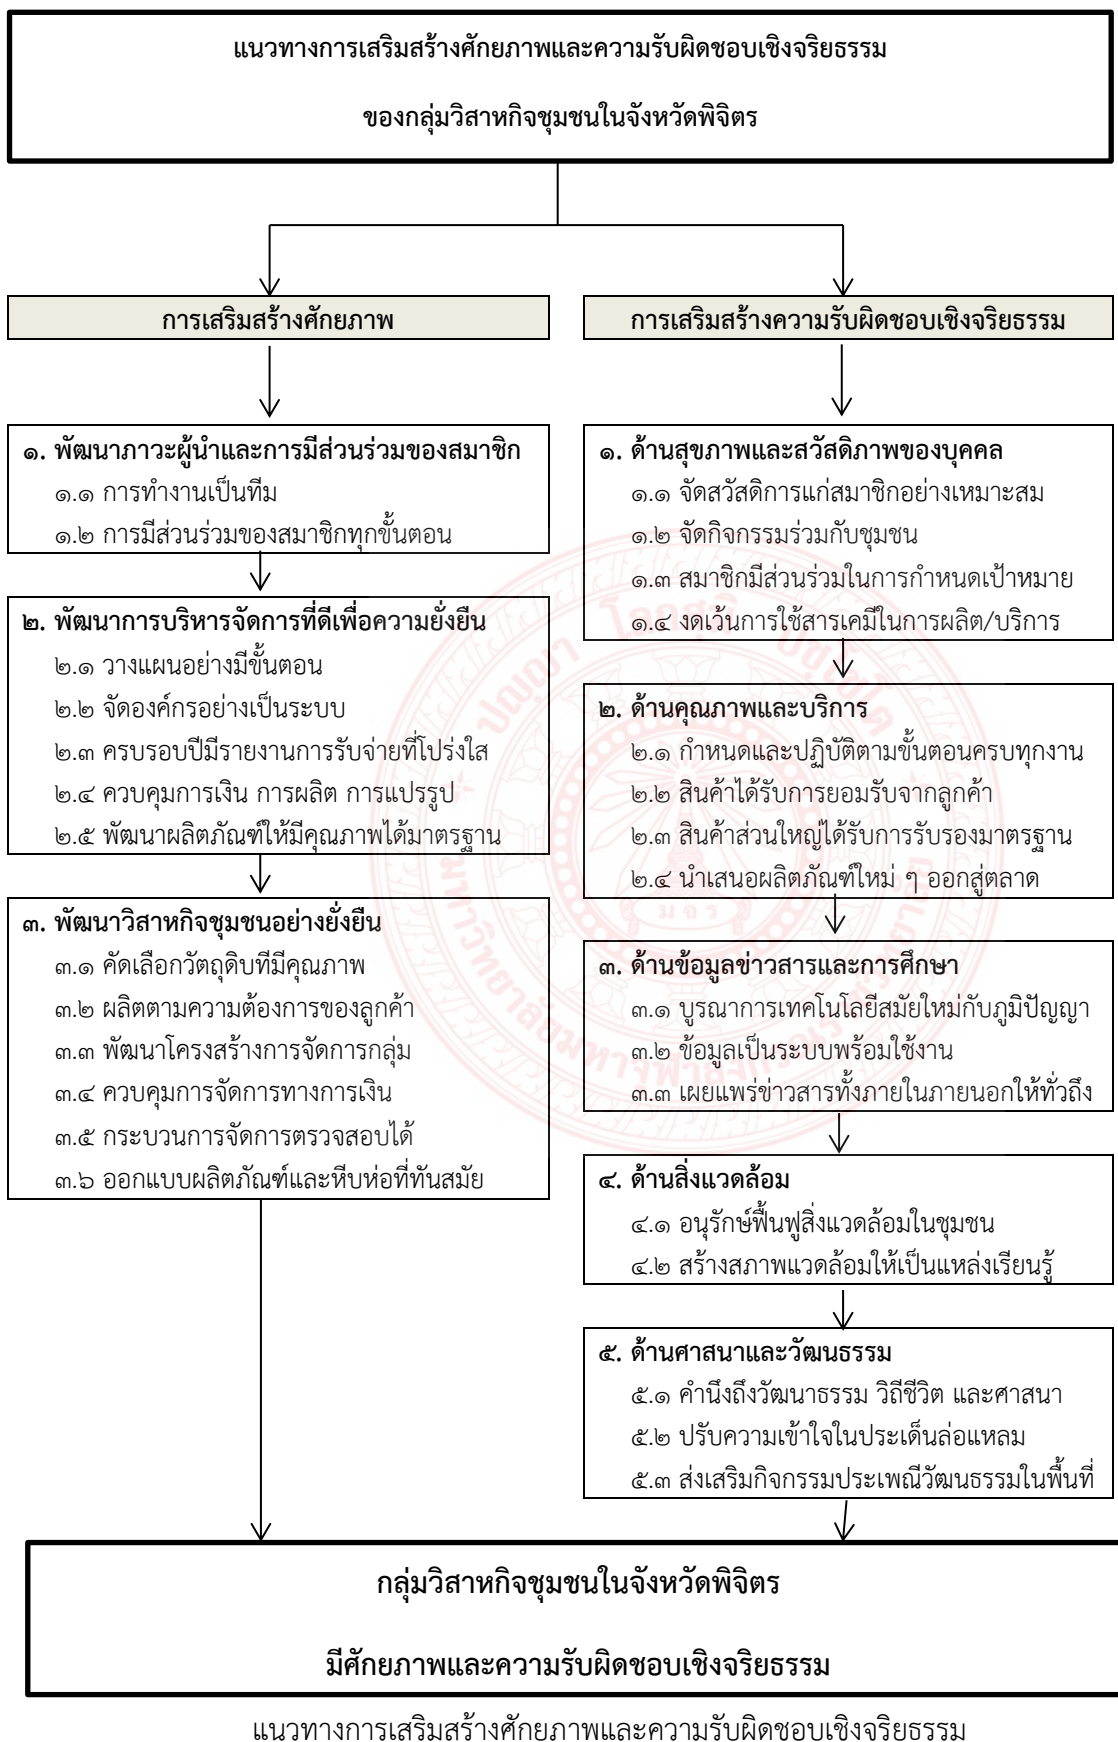 แนวทางการเสริมสร้างศักยภาพและความรับผิดชอบเชิงจริยธรรม
ของกลุ่มวิสาหกิจชุมชนในจังหวัดพิจิตร
การเสริมสร้างศักยภาพ
๑. พัฒนาภาวะผู้นำและการมีส่วนร่วมของสมาชิก
๑.๑ การทำงานเป็นทีม
๑.๒ การมีส่วนร่วมของสมาชิกทุกขั้นตอน
๒. พัฒนาการบริหารจัดการที่ดีเพื่อความยั่งยืน
๒.๑ วางแผนอย่างมีขั้นตอน
๒.๒ จัดองค์กรอย่างเป็นระบบ
๒.๓ ครบรอบปีมีรายงานการรับจ่ายที่โปร่งใส
๒.๔ ควบคุมการเงิน การผลิต การแปรรูป
๒.๕ พัฒนาผลิตภัณฑ์ให้มีคุณภาพได้มาตรฐาน
๓. พัฒนาวิสาหกิจชุมชนอย่างยั่งยืน
๓.๑ คัดเลือกวัตถุดิบทีมีคุณภาพ
๓.๒ ผลิตตามความต้องการของลูกค้า
๓.๓ พัฒนาโครงสร้างการจัดการกลุ่ม
๓.๔ ควบคุมการจัดการทางการเงิน
๓.๕ กระบวนการจัดการตรวจสอบได้
๓.๖ ออกแบบผลิตภัณฑ์และหีบห่อที่ทันสมัย
การเสริมสร้างความรับผิดชอบเชิงจริยธรรม
๑. ด้านสุขภาพและสวัสดิภาพของบุคคล
๑.๑ จัดสวัสดิการแก่สมาชิกอย่างเหมาะสม
๑.๒ จัดกิจกรรมร่วมกับชุมชน
๑.๓ สมาชิกมีส่วนร่วมในการกำหนดเป้าหมาย
๑.๔ งดเว้นการใช้สารเคมีในการผลิต/บริการ
๒. ด้านคุณภาพและบริการ
๒.๑ กำหนดและปฏิบัติตามขั้นตอนครบทุกงาน
๒.๒ สินค้าได้รับการยอมรับจากลูกค้า
๒.๓ สินค้าส่วนใหญ่ได้รับการรับรองมาตรฐาน
๒.๔ นำเสนอผลิตภัณฑ์ใหม่ ๆ ออกสู่ตลาด
๓. ด้านข้อมูลข่าวสารและการศึกษา
๓.๑ บูรณาการเทคโนโลยีสมัยใหม่กับภูมิปัญญา
๓.๒ ข้อมูลเป็นระบบพร้อมใช้งาน
๓.๓ เผยแพร่ข่าวสารทั้งภายในภายนอกให้ทั่วถึง
๔. ด้านสิ่งแวดล้อม
๔.๑ อนุรักษ์ฟื้นฟูสิ่งแวดล้อมในชุมชน
๔.๒ สร้างสภาพแวดล้อมให้เป็นแหล่งเรียนรู้
๕. ด้านศาสนาและวัฒนธรรม
๕.๑ คำนึงถึงวัฒนาธรรม วิถีชีวิต และศาสนา
๕.๒ ปรับความเข้าใจในประเด็นล่อแหลม
๕.๓ ส่งเสริมกิจกรรมประเพณีวัฒนธรรมในพื้นที่
กลุ่มวิสาหกิจชุมชนในจังหวัดพิจิตร
มีศักยภาพและความรับผิดชอบเชิงจริยธรรม
แนวทางการเสริมสร้างศักยภาพและความรับผิดชอบเชิงจริยธรรม